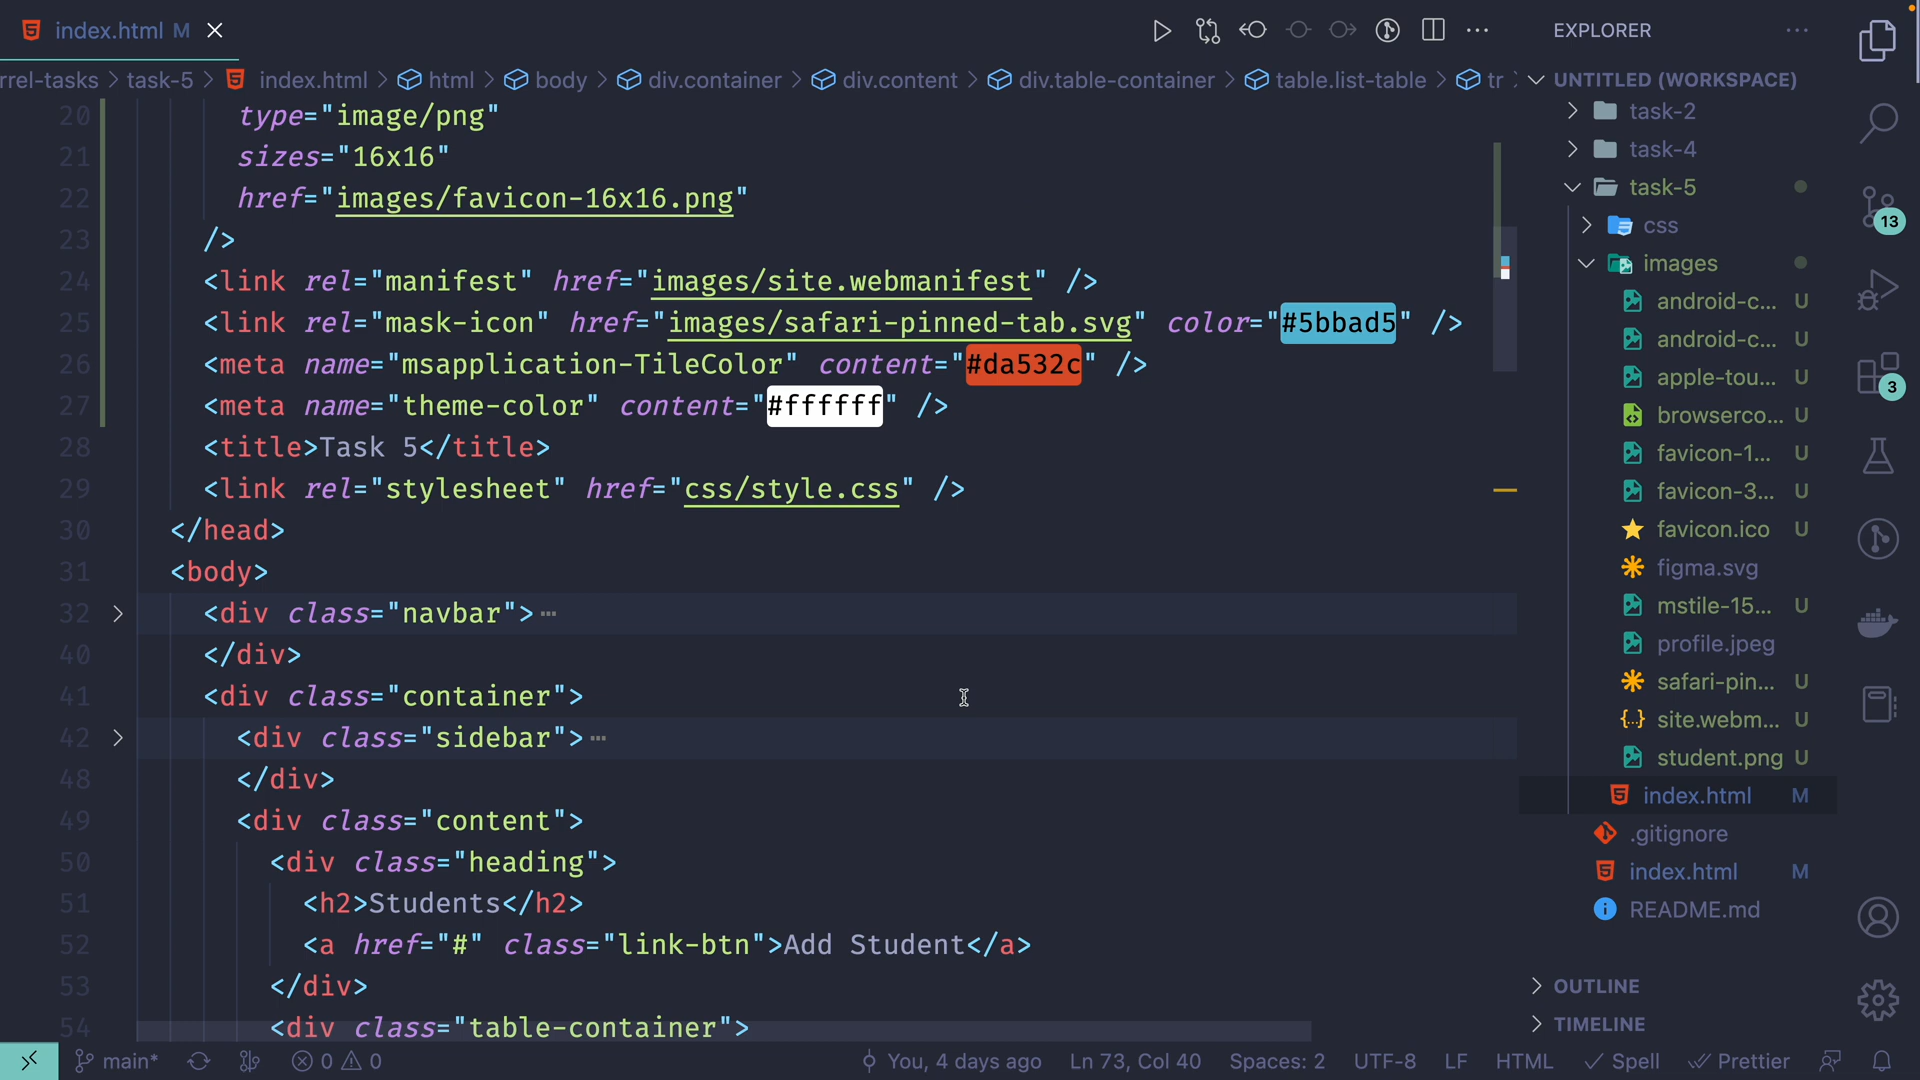 index.html M
EXPLORER
rrel-tasks > task-5 > index.html > html > body > div.container > div.content > div.table-container > table.list-table > tr
UNTITLED (WORKSPACE)
20 type="image/png"
21 sizes="16x16"
22 href="images/favicon-16x16.png"
23 />
24 <link rel="manifest" href="images/site.webmanifest" />
25 <link rel="mask-icon" href="images/safari-pinned-tab.svg" color="#5bbad5" />
26 <meta name="msapplication-TileColor" content="#da532c" />
27 <meta name="theme-color" content="#ffffff" />
28 <title>Task 5</title>
29 <link rel="stylesheet" href="css/style.css" />
30 </head>
31 <body>
32 <div class="navbar">…
40 </div>
41 <div class="container">
42 <div class="sidebar">…
48 </div>
49 <div class="content">
50 <div class="heading">
51 <h2>Students</h2>
52 <a href="#" class="link-btn">Add Student</a>
53 </div>
54 <div class="table-container">
task-2
task-4
task-5
css
images
android-c... U
android-c... U
apple-tou... U
browserco... U
favicon-1... U
favicon-3... U
favicon.ico U
figma.svg
mstile-15... U
profile.jpeg
safari-pin... U
site.webm... U
student.png U
index.html M
.gitignore
index.html M
README.md
OUTLINE
TIMELINE
13
3
main* 0 0 You, 4 days ago Ln 73, Col 40 Spaces: 2 UTF-8 LF HTML Spell Prettier